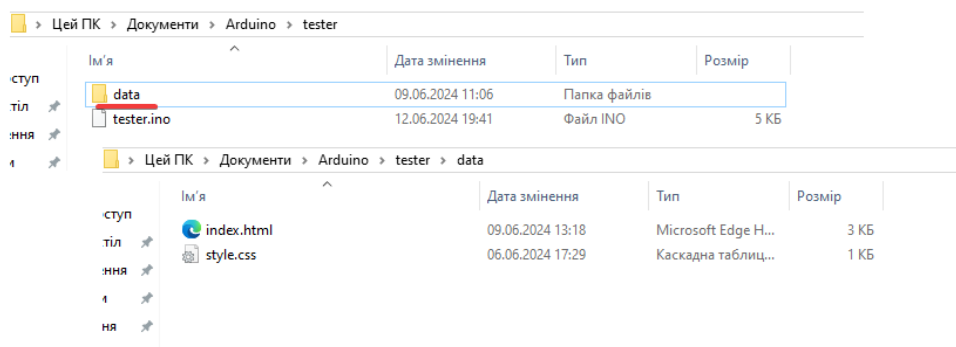 › Цей ПК › Документи › Arduino › tester
Ім'я Дата змінення Тип Розмір
data 09.06.2024 11:06 Папка файлів
tester.ino 12.06.2024 19:41 Файл INO 5 КБ
› Цей ПК › Документи › Arduino › tester › data
Ім'я Дата змінення Тип Розмір
index.html 09.06.2024 13:18 Microsoft Edge H... 3 КБ
style.css 06.06.2024 17:29 Каскадна таблиц... 1 КБ